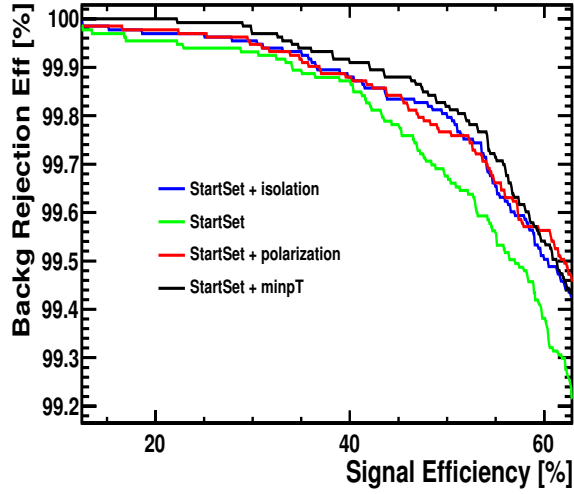 Backg Rejection Eff [%]
100
99.9
99.8
99.7
99.6
99.5
99.4
99.3
99.2
StartSet + isolation
StartSet
StartSet + polarization
StartSet + minpT
20
40
60
Signal Efficiency [%]